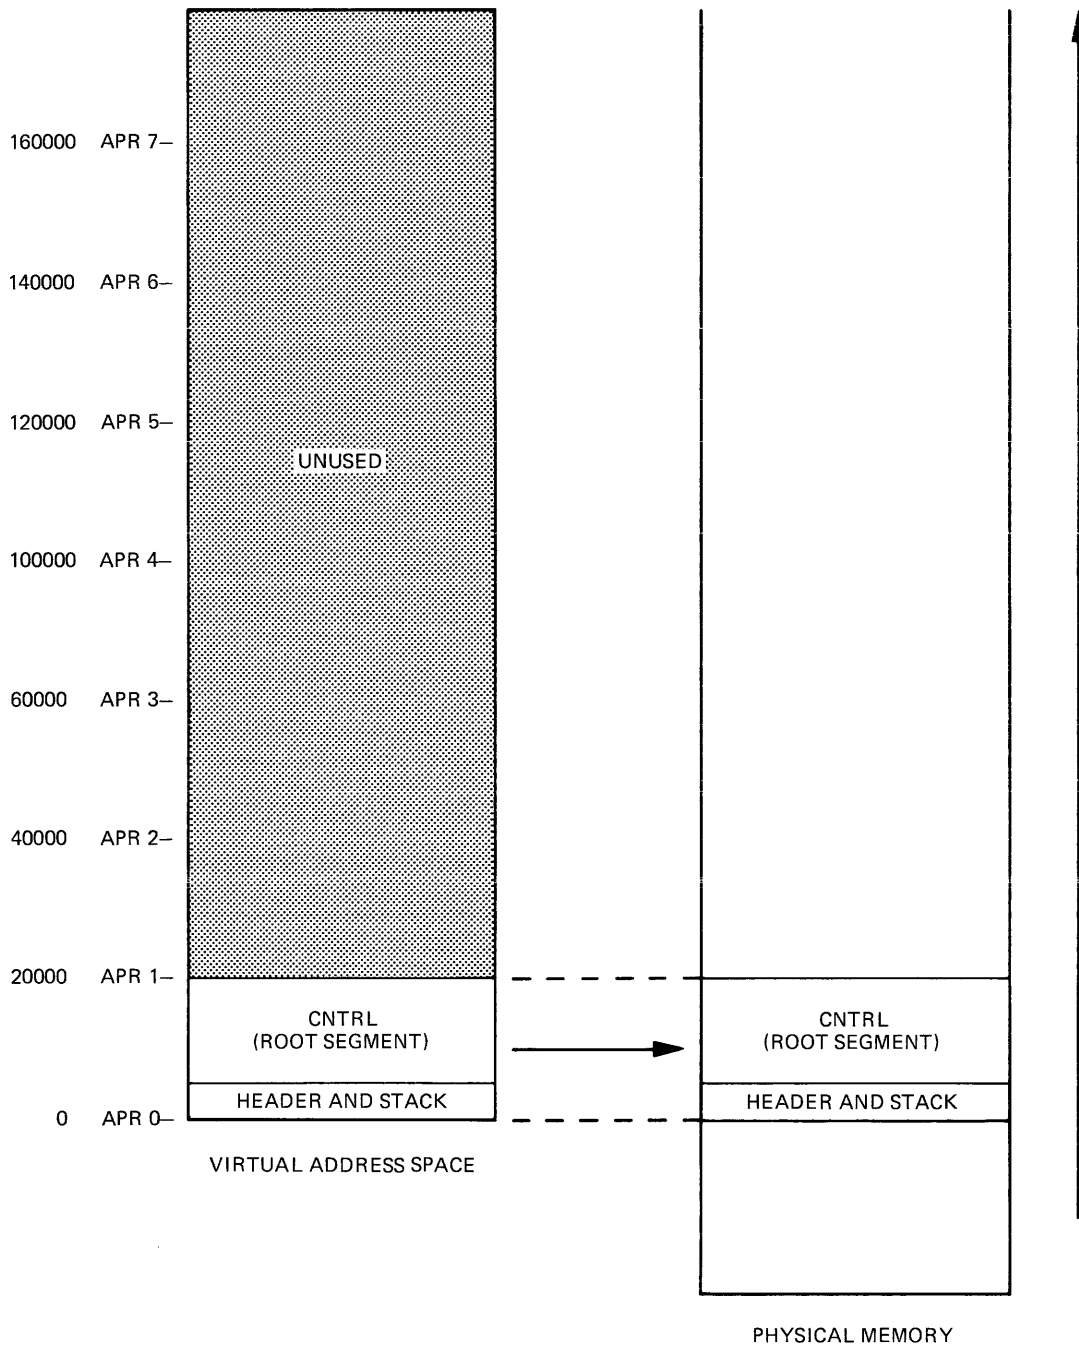 160000 APR 7–
140000 APR 6–
120000 APR 5–
UNUSED
100000 APR 4–
60000 APR 3–
40000 APR 2–
20000 APR 1–
CNTRL
(ROOT SEGMENT)
CNTRL
(ROOT SEGMENT)
HEADER AND STACK
HEADER AND STACK
0 APR 0–
VIRTUAL ADDRESS SPACE
PHYSICAL MEMORY